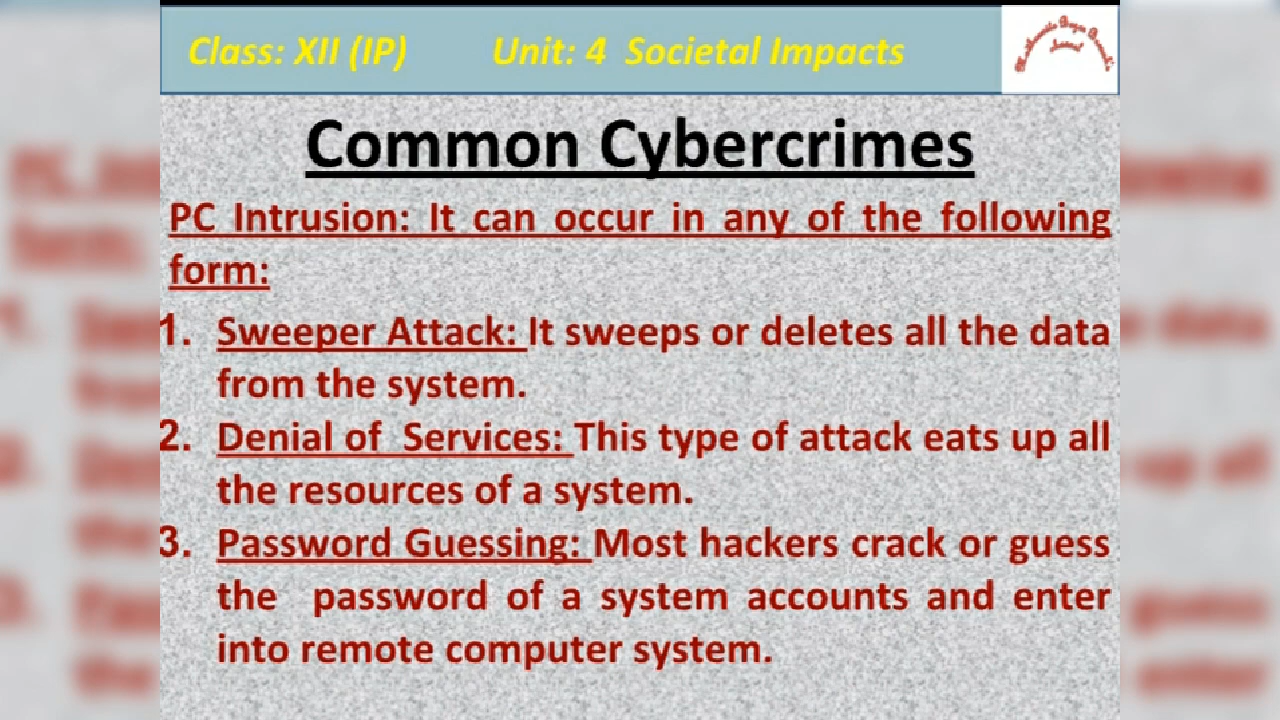 Class: XII (IP) Unit: 4 Societal Impacts
Common Cybercrimes
PC Intrusion: It can occur in any of the following
form:
1. Sweeper Attack: It sweeps or deletes all the data
from the system.
2. Denial of Services: This type of attack eats up all
the resources of a system.
3. Password Guessing: Most hackers crack or guess
the password of a system accounts and enter
into remote computer system.